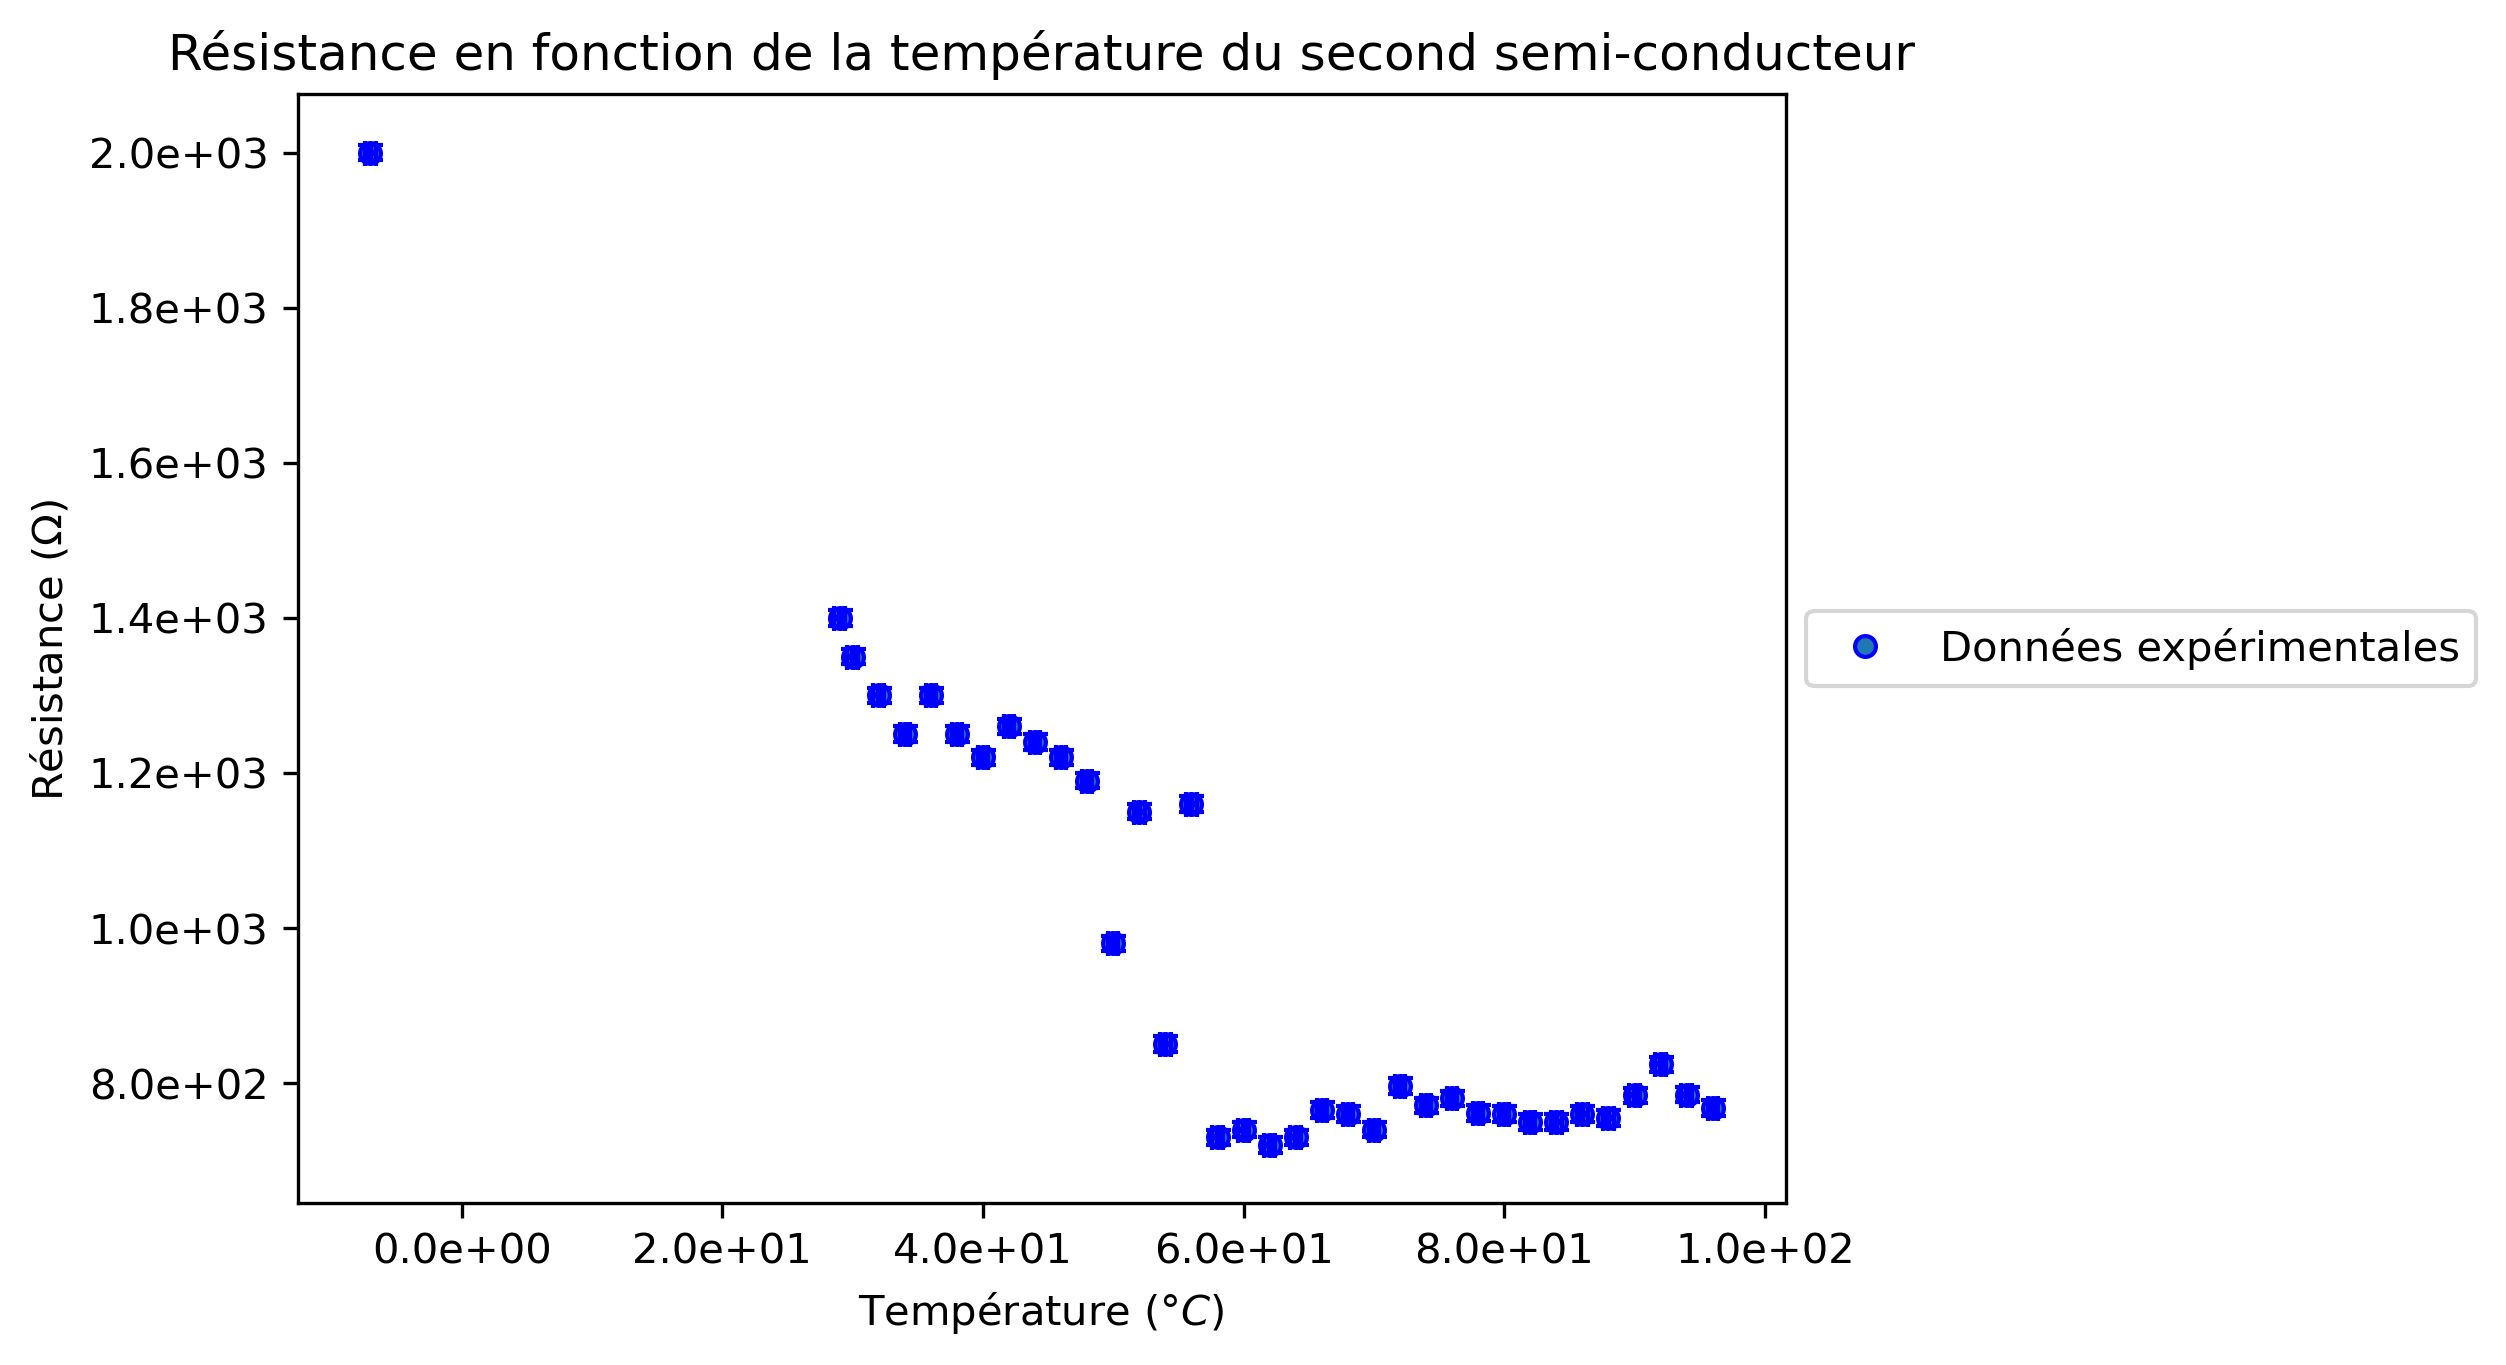 Résistance en fonction de la température du second semi-conducteur
2.0e+03
1.8e+03
1.6e+03
1.4e+03
1.2e+03
1.0e+03
8.0e+02
Résistance (Ω)
Données expérimentales
0.0e+00 2.0e+01 4.0e+01 6.0e+01 8.0e+01 1.0e+02
Température (°C)